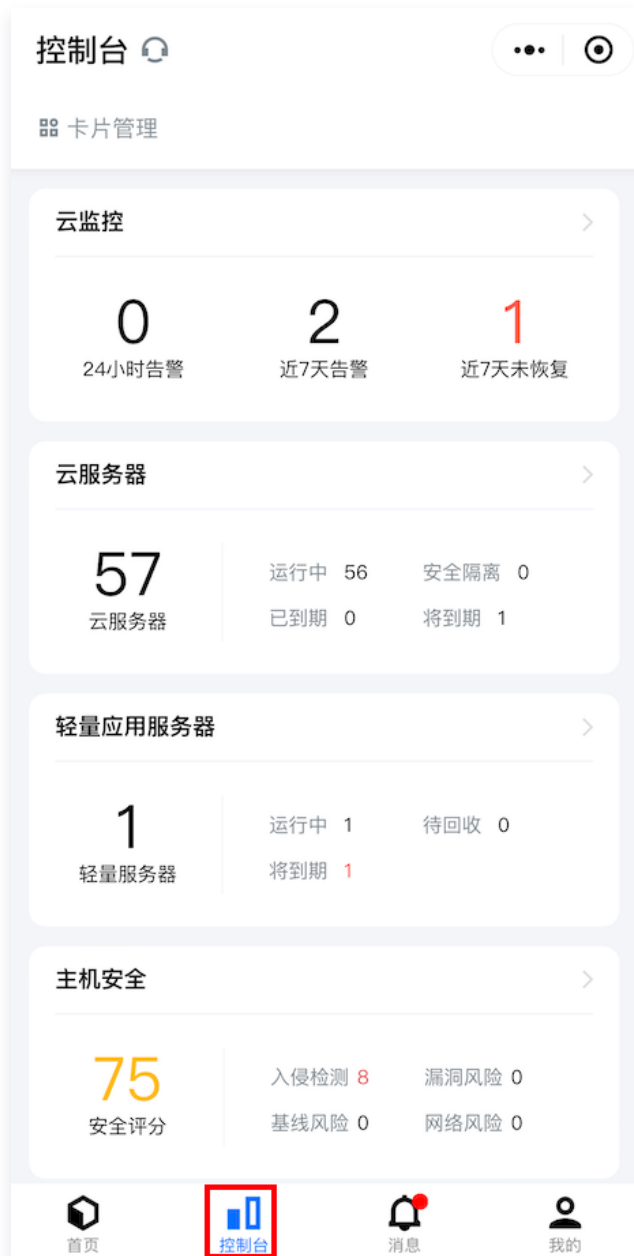 控制台
卡片管理
云监控
0 2 1
24小时告警 近7天告警 近7天未恢复
云服务器
57
云服务器
运行中 56 安全隔离 0
已到期 0 将到期 1
轻量应用服务器
1
轻量服务器
运行中 1 待回收 0
将到期 1
主机安全
75
安全评分
入侵检测 8 漏洞风险 0
基线风险 0 网络风险 0
首页 控制台 消息 我的